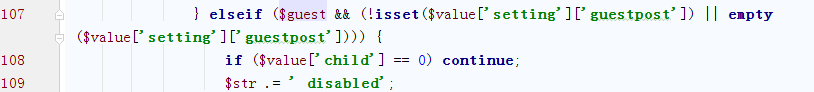 107 } elseif ($guest && (!isset($value['setting']['guestpost']) || empty
($value['setting']['guestpost']))) {
108 if ($value['child'] == 0) continue;
109 $str .= ' disabled';